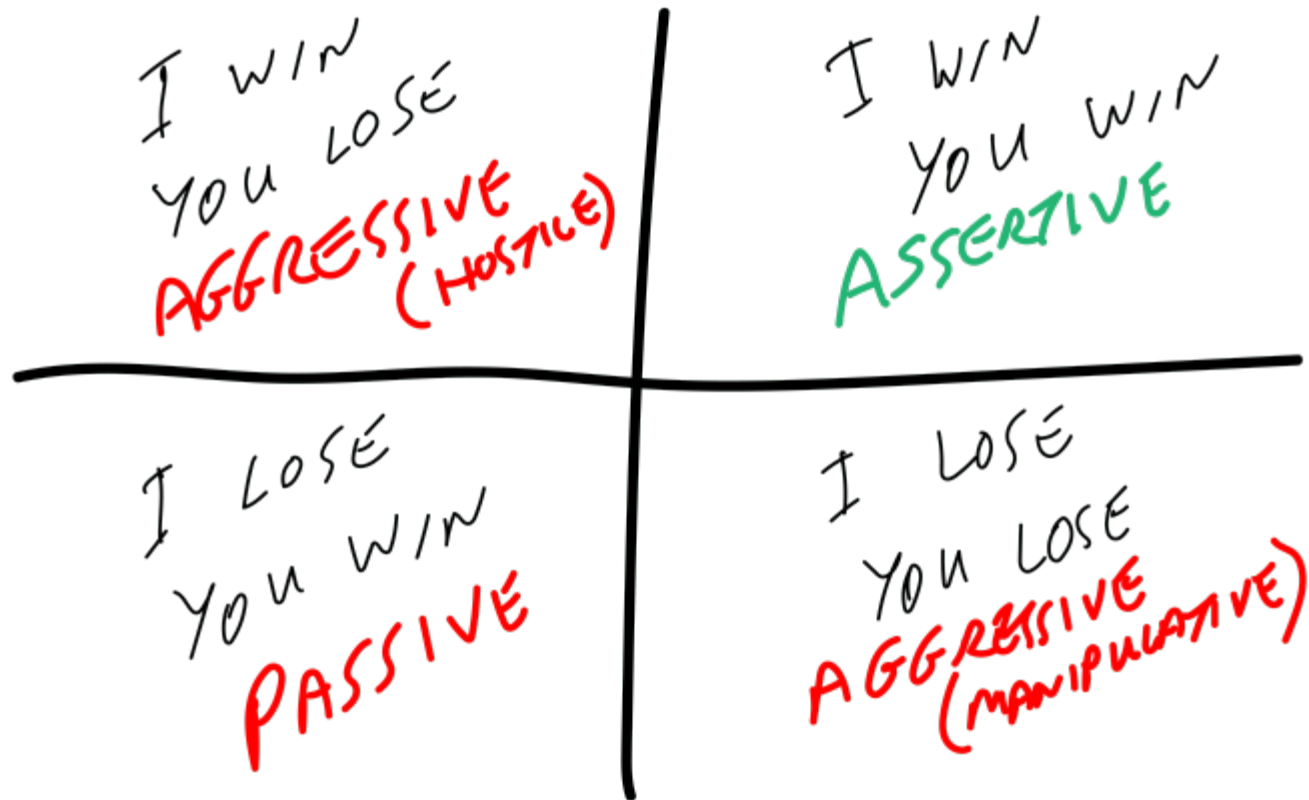 I WIN
YOU LOSE
AGGRESSIVE
(HOSTILE)
I WIN
YOU WIN
ASSERTIVE
I LOSE
YOU WIN
PASSIVE
I LOSE
YOU LOSE
AGGRESSIVE
(MANIPULATIVE)